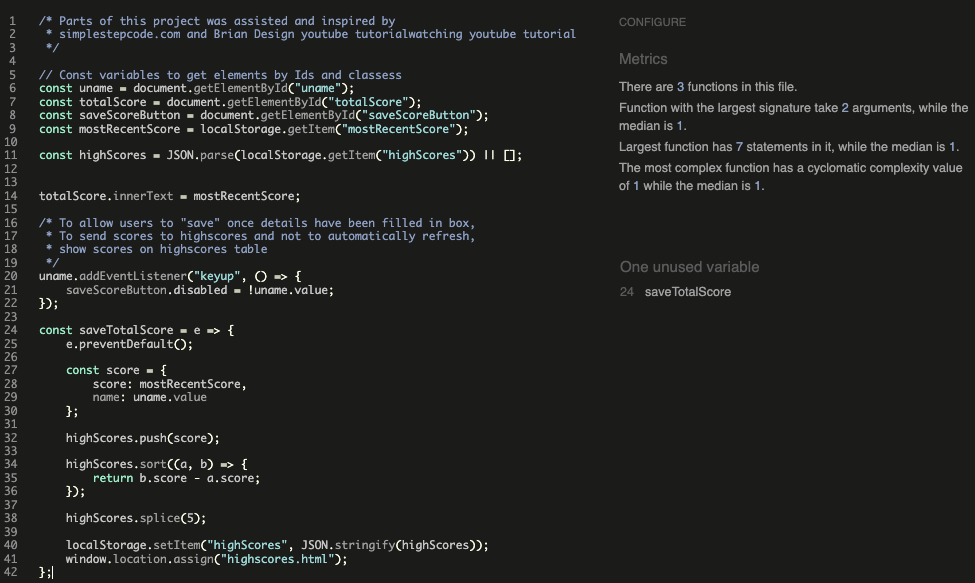 1 /* Parts of this project was assisted and inspired by
2 * simplestepcode.com and Brian Design youtube tutorialwatching youtube tutorial
3 */
4
5 // Const variables to get elements by Ids and classess
6 const uname = document.getElementById("uname");
7 const totalScore = document.getElementById("totalScore");
8 const saveScoreButton = document.getElementById("saveScoreButton");
9 const mostRecentScore = localStorage.getItem("mostRecentScore");
10
11 const highScores = JSON.parse(localStorage.getItem("highScores")) || [];
12
13
14 totalScore.innerText = mostRecentScore;
15
16 /* To allow users to "save" once details have been filled in box,
17 * To send scores to highscores and not to automatically refresh,
18 * show scores on highscores table
19 */
20 uname.addEventListener("keyup", () => {
21 saveScoreButton.disabled = !uname.value;
22 });
23
24 const saveTotalScore = e => {
25 e.preventDefault();
26
27 const score = {
28 score: mostRecentScore,
29 name: uname.value
30 };
31
32 highScores.push(score);
33
34 highScores.sort((a, b) => {
35 return b.score - a.score;
36 });
37
38 highScores.splice(5);
39
40 localStorage.setItem("highScores", JSON.stringify(highScores));
41 window.location.assign("highscores.html");
42 };
CONFIGURE
Metrics
There are 3 functions in this file.
Function with the largest signature take 2 arguments, while the
median is 1.
Largest function has 7 statements in it, while the median is 1.
The most complex function has a cyclomatic complexity value
of 1 while the median is 1.
One unused variable
24 saveTotalScore